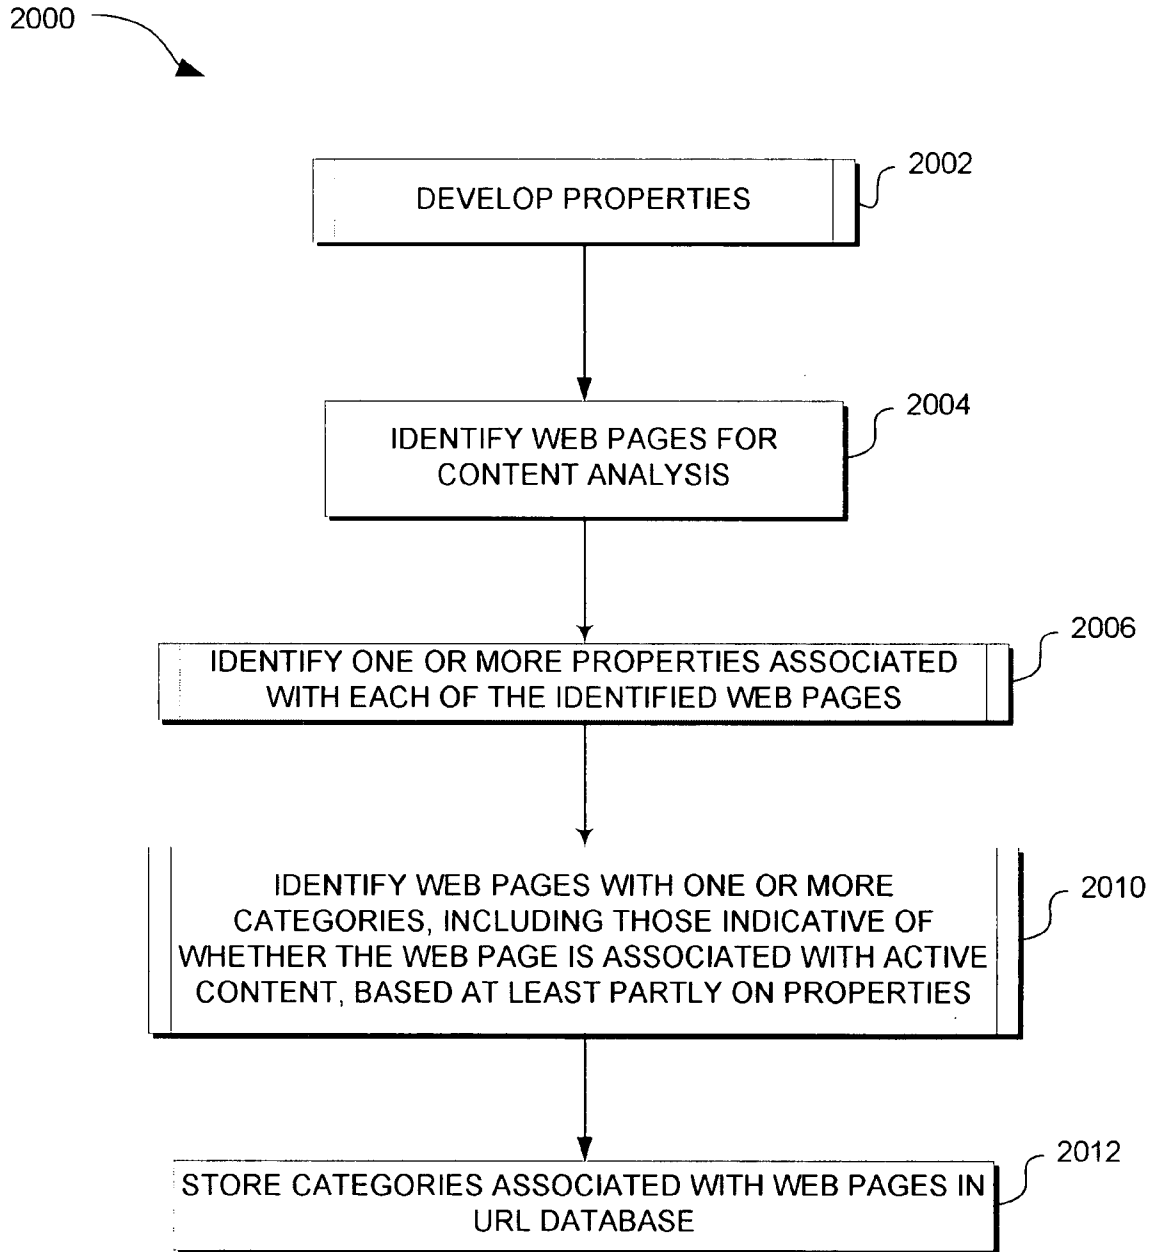 2000
DEVELOP PROPERTIES
2002
IDENTIFY WEB PAGES FOR
CONTENT ANALYSIS
2004
IDENTIFY ONE OR MORE PROPERTIES ASSOCIATED
WITH EACH OF THE IDENTIFIED WEB PAGES
2006
IDENTIFY WEB PAGES WITH ONE OR MORE
CATEGORIES, INCLUDING THOSE INDICATIVE OF
WHETHER THE WEB PAGE IS ASSOCIATED WITH ACTIVE
CONTENT, BASED AT LEAST PARTLY ON PROPERTIES
2010
STORE CATEGORIES ASSOCIATED WITH WEB PAGES IN
URL DATABASE
2012